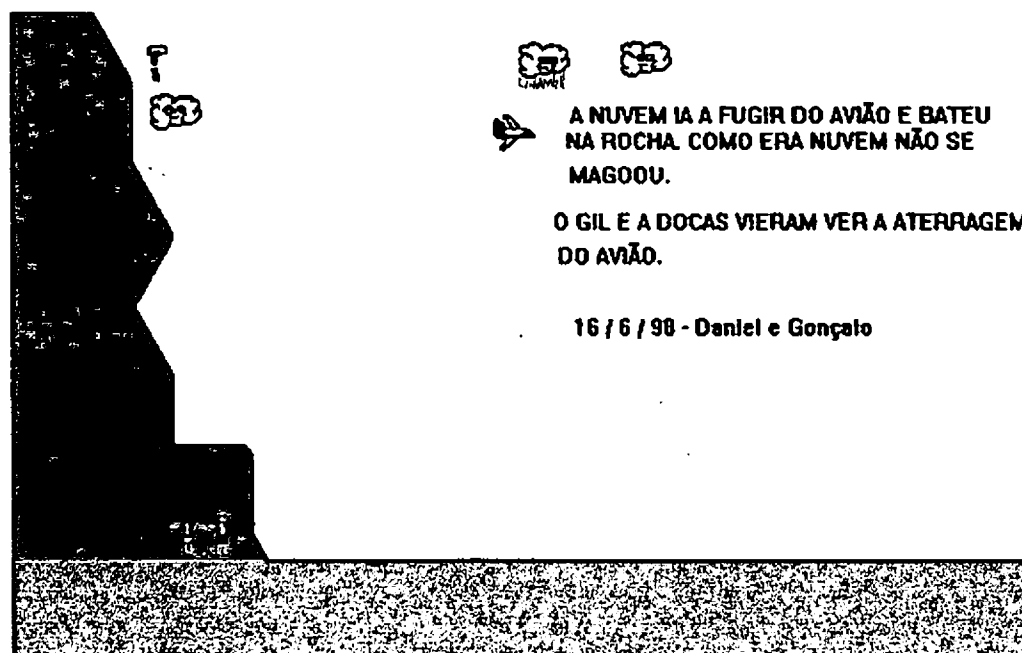 A NUVEM IA A FUGIR DO AVIÃO E BATEU
NA ROCHA. COMO ERA NUVEM NÃO SE
MAGOOU.
O GIL E A DOCAS VIERAM VER A ATERRAGEM
DO AVIÃO.
16 / 6 / 98 - Daniel e Gonçalo